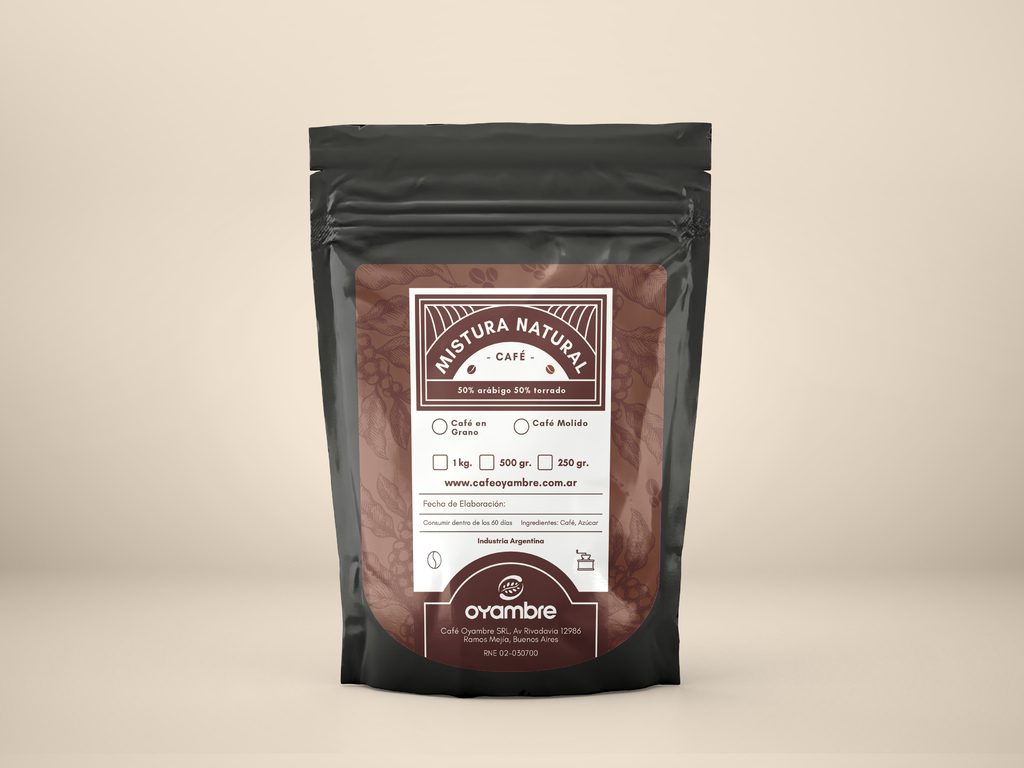 MISTURA NATURAL
- CAFÉ -
50% arábigo 50% torrado
Café en
Grano
Café Molido
1 kg.
500 gr.
250 gr.
www.cafeoyambre.com.ar
Fecha de Elaboración:
Consumir dentro de los 60 días
Ingredientes: Café, Azúcar
Industria Argentina
oyambre
Café Oyambre SRL, Av Rivadavia 12986
Ramos Mejía, Buenos Aires
RNE 02-030700